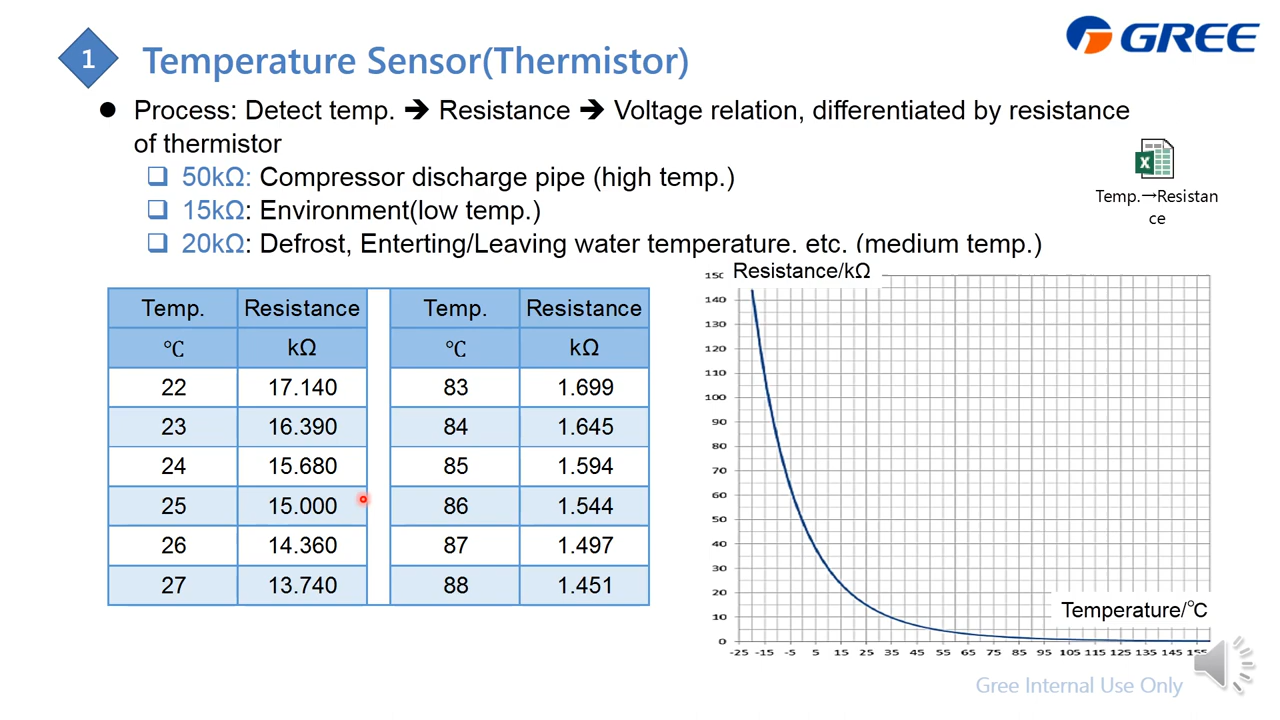 1
Temperature Sensor(Thermistor)
GREE
Process: Detect temp. ➔ Resistance ➔ Voltage relation, differentiated by resistance
of thermistor
50kΩ: Compressor discharge pipe (high temp.)
15kΩ: Environment(low temp.)
20kΩ: Defrost, Enterting/Leaving water temperature, etc. (medium temp.)
Temp.→Resistan
ce
Temp. Resistance Temp. Resistance
℃ kΩ ℃ kΩ
22 17.140 83 1.699
23 16.390 84 1.645
24 15.680 85 1.594
25 15.000 86 1.544
26 14.360 87 1.497
27 13.740 88 1.451
Resistance/kΩ
150
140
130
120
110
100
90
80
70
60
50
40
30
20
10
0
Temperature/℃
-25 -15 -5 5 15 25 35 45 55 65 75 85 95 105 115 125 135 145 155
Gree Internal Use Only